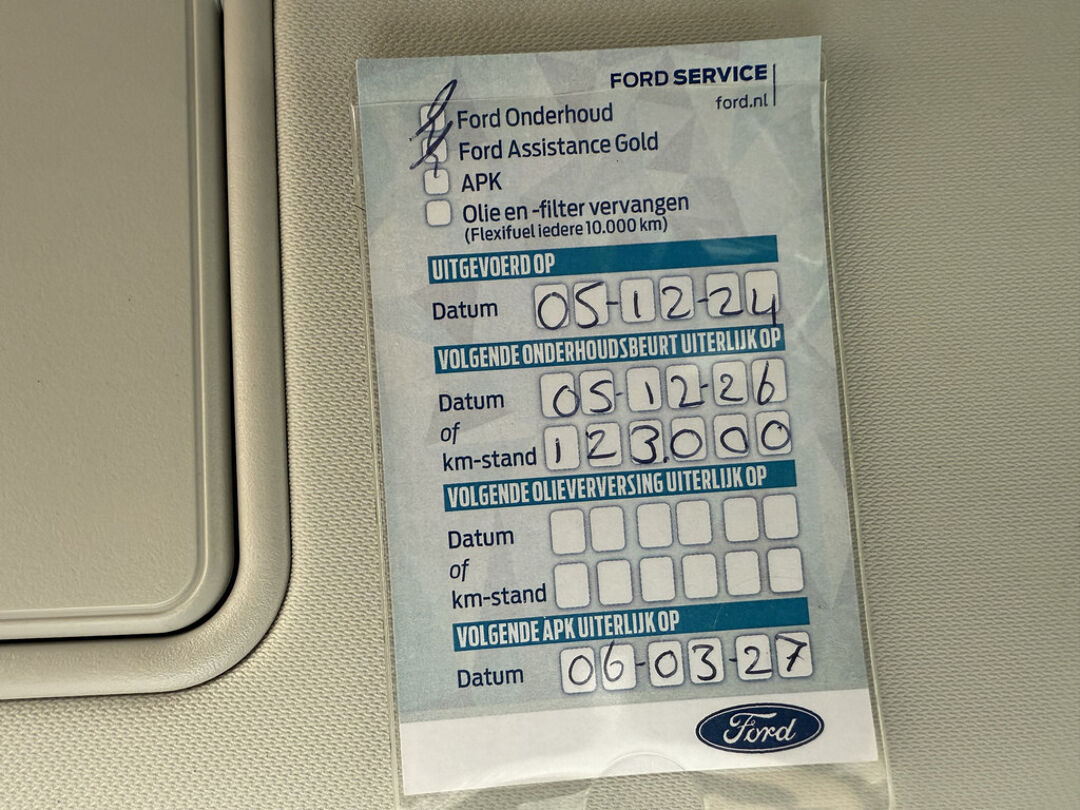 FORD SERVICE
ford.nl
Ford Onderhoud
Ford Assistance Gold
APK
Olie en -filter vervangen
(Flexifuel iedere 10.000 km)
UITGEVOERD OP
Datum 05-12-24
VOLGENDE ONDERHOUDSBEURT UITERLIJK OP
Datum 05-12-26
of
km-stand 123.000
VOLGENDE OLIEVERVERSING UITERLIJK OP
Datum
of
km-stand
VOLGENDE APK UITERLIJK OP
Datum 06-03-27
Ford